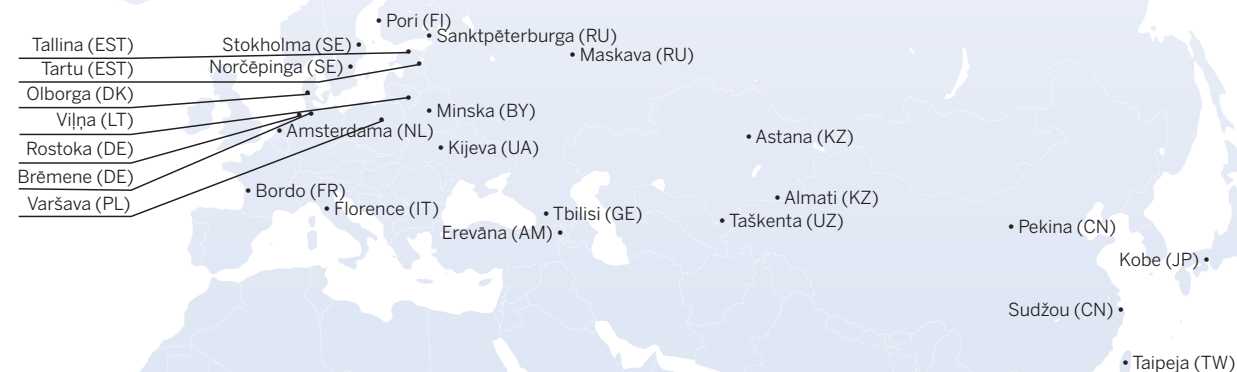 Pori (FI)
Sanktpēterburga (RU)
Tallina (EST)
Stokholma (SE)
Maskava (RU)
Tartu (EST)
Norčēpinga (SE)
Olborga (DK)
Viļņa (LT)
Minska (BY)
Amsterdama (NL)
Astana (KZ)
Rostoka (DE)
Kijeva (UA)
Brēmene (DE)
Bordo (FR)
Almati (KZ)
Varšava (PL)
Florence (IT)
Tbilisi (GE)
Taškenta (UZ)
Erevāna (AM)
Pekina (CN)
Kobe (JP)
Sudžou (CN)
Taipeja (TW)